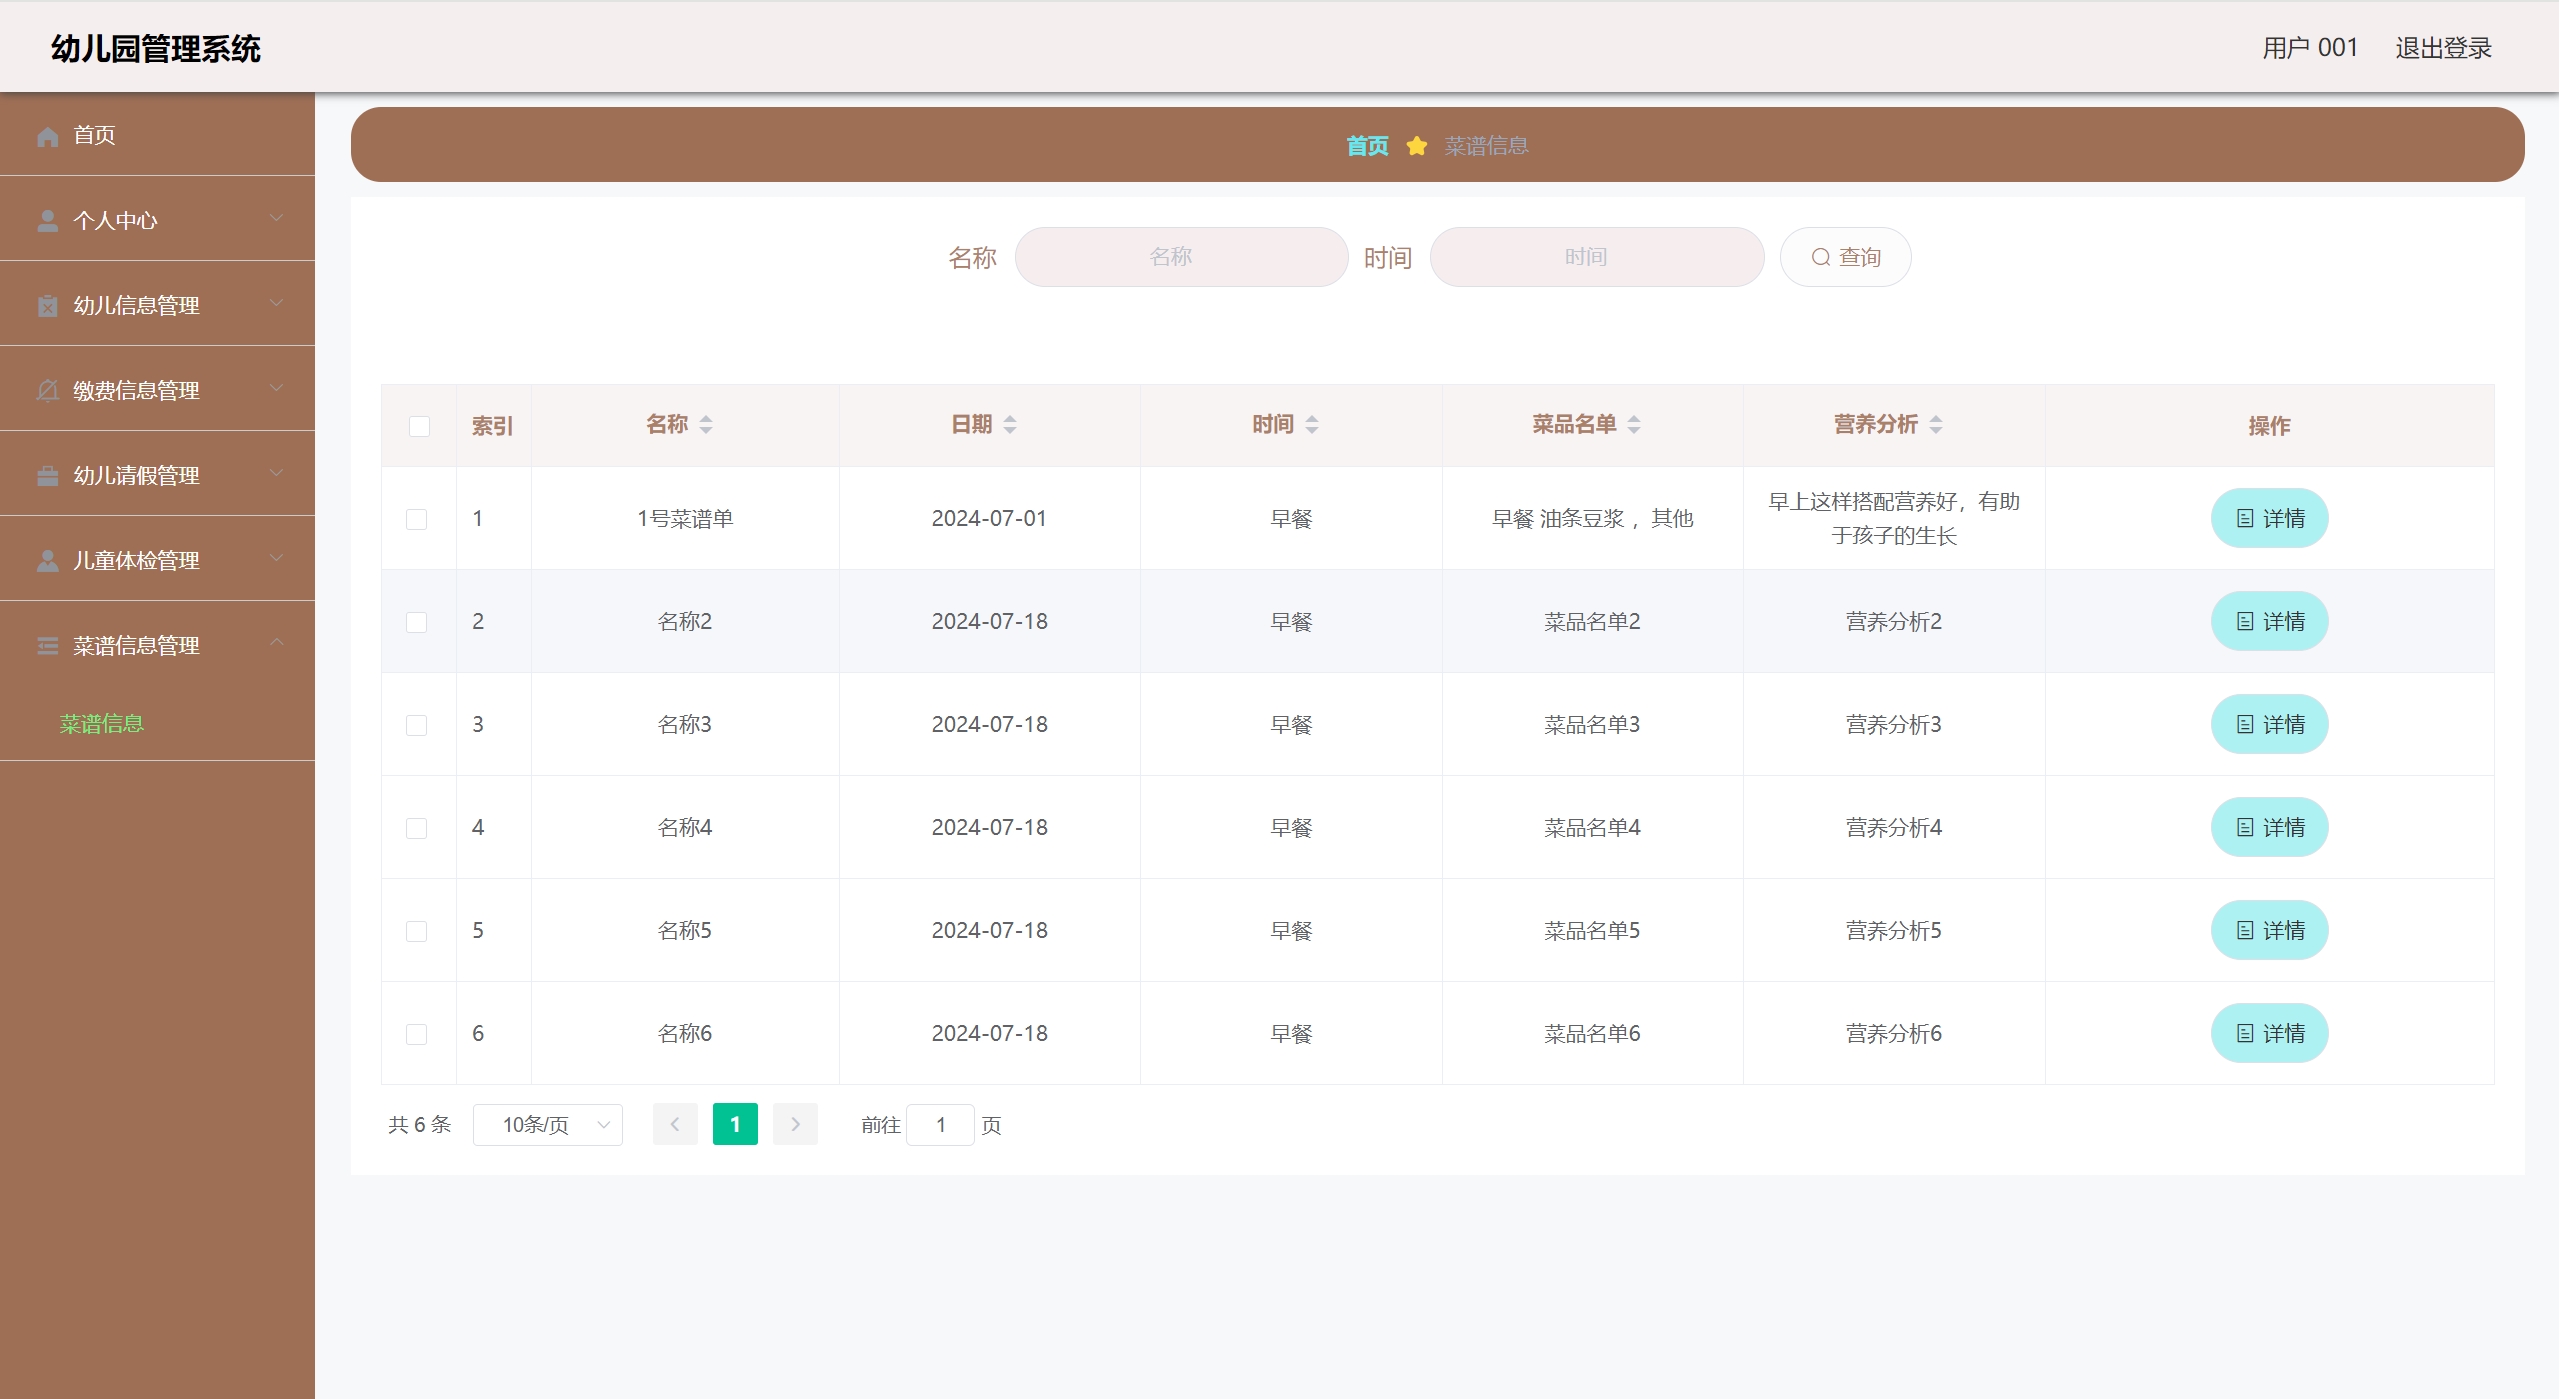 幼儿园管理系统
用户 001 退出登录
首页
个人中心
幼儿信息管理
缴费信息管理
幼儿请假管理
儿童体检管理
菜谱信息管理
菜谱信息
首页 菜谱信息
名称 名称 时间 时间 查询
索引 名称 日期 时间 菜品名单 营养分析 操作
1 1号菜谱单 2024-07-01 早餐 早餐 油条豆浆 ，其他 早上这样搭配营养好，有助
于孩子的生长 详情
2 名称2 2024-07-18 早餐 菜品名单2 营养分析2 详情
3 名称3 2024-07-18 早餐 菜品名单3 营养分析3 详情
4 名称4 2024-07-18 早餐 菜品名单4 营养分析4 详情
5 名称5 2024-07-18 早餐 菜品名单5 营养分析5 详情
6 名称6 2024-07-18 早餐 菜品名单6 营养分析6 详情
共 6 条 10条/页 1 前往 1 页